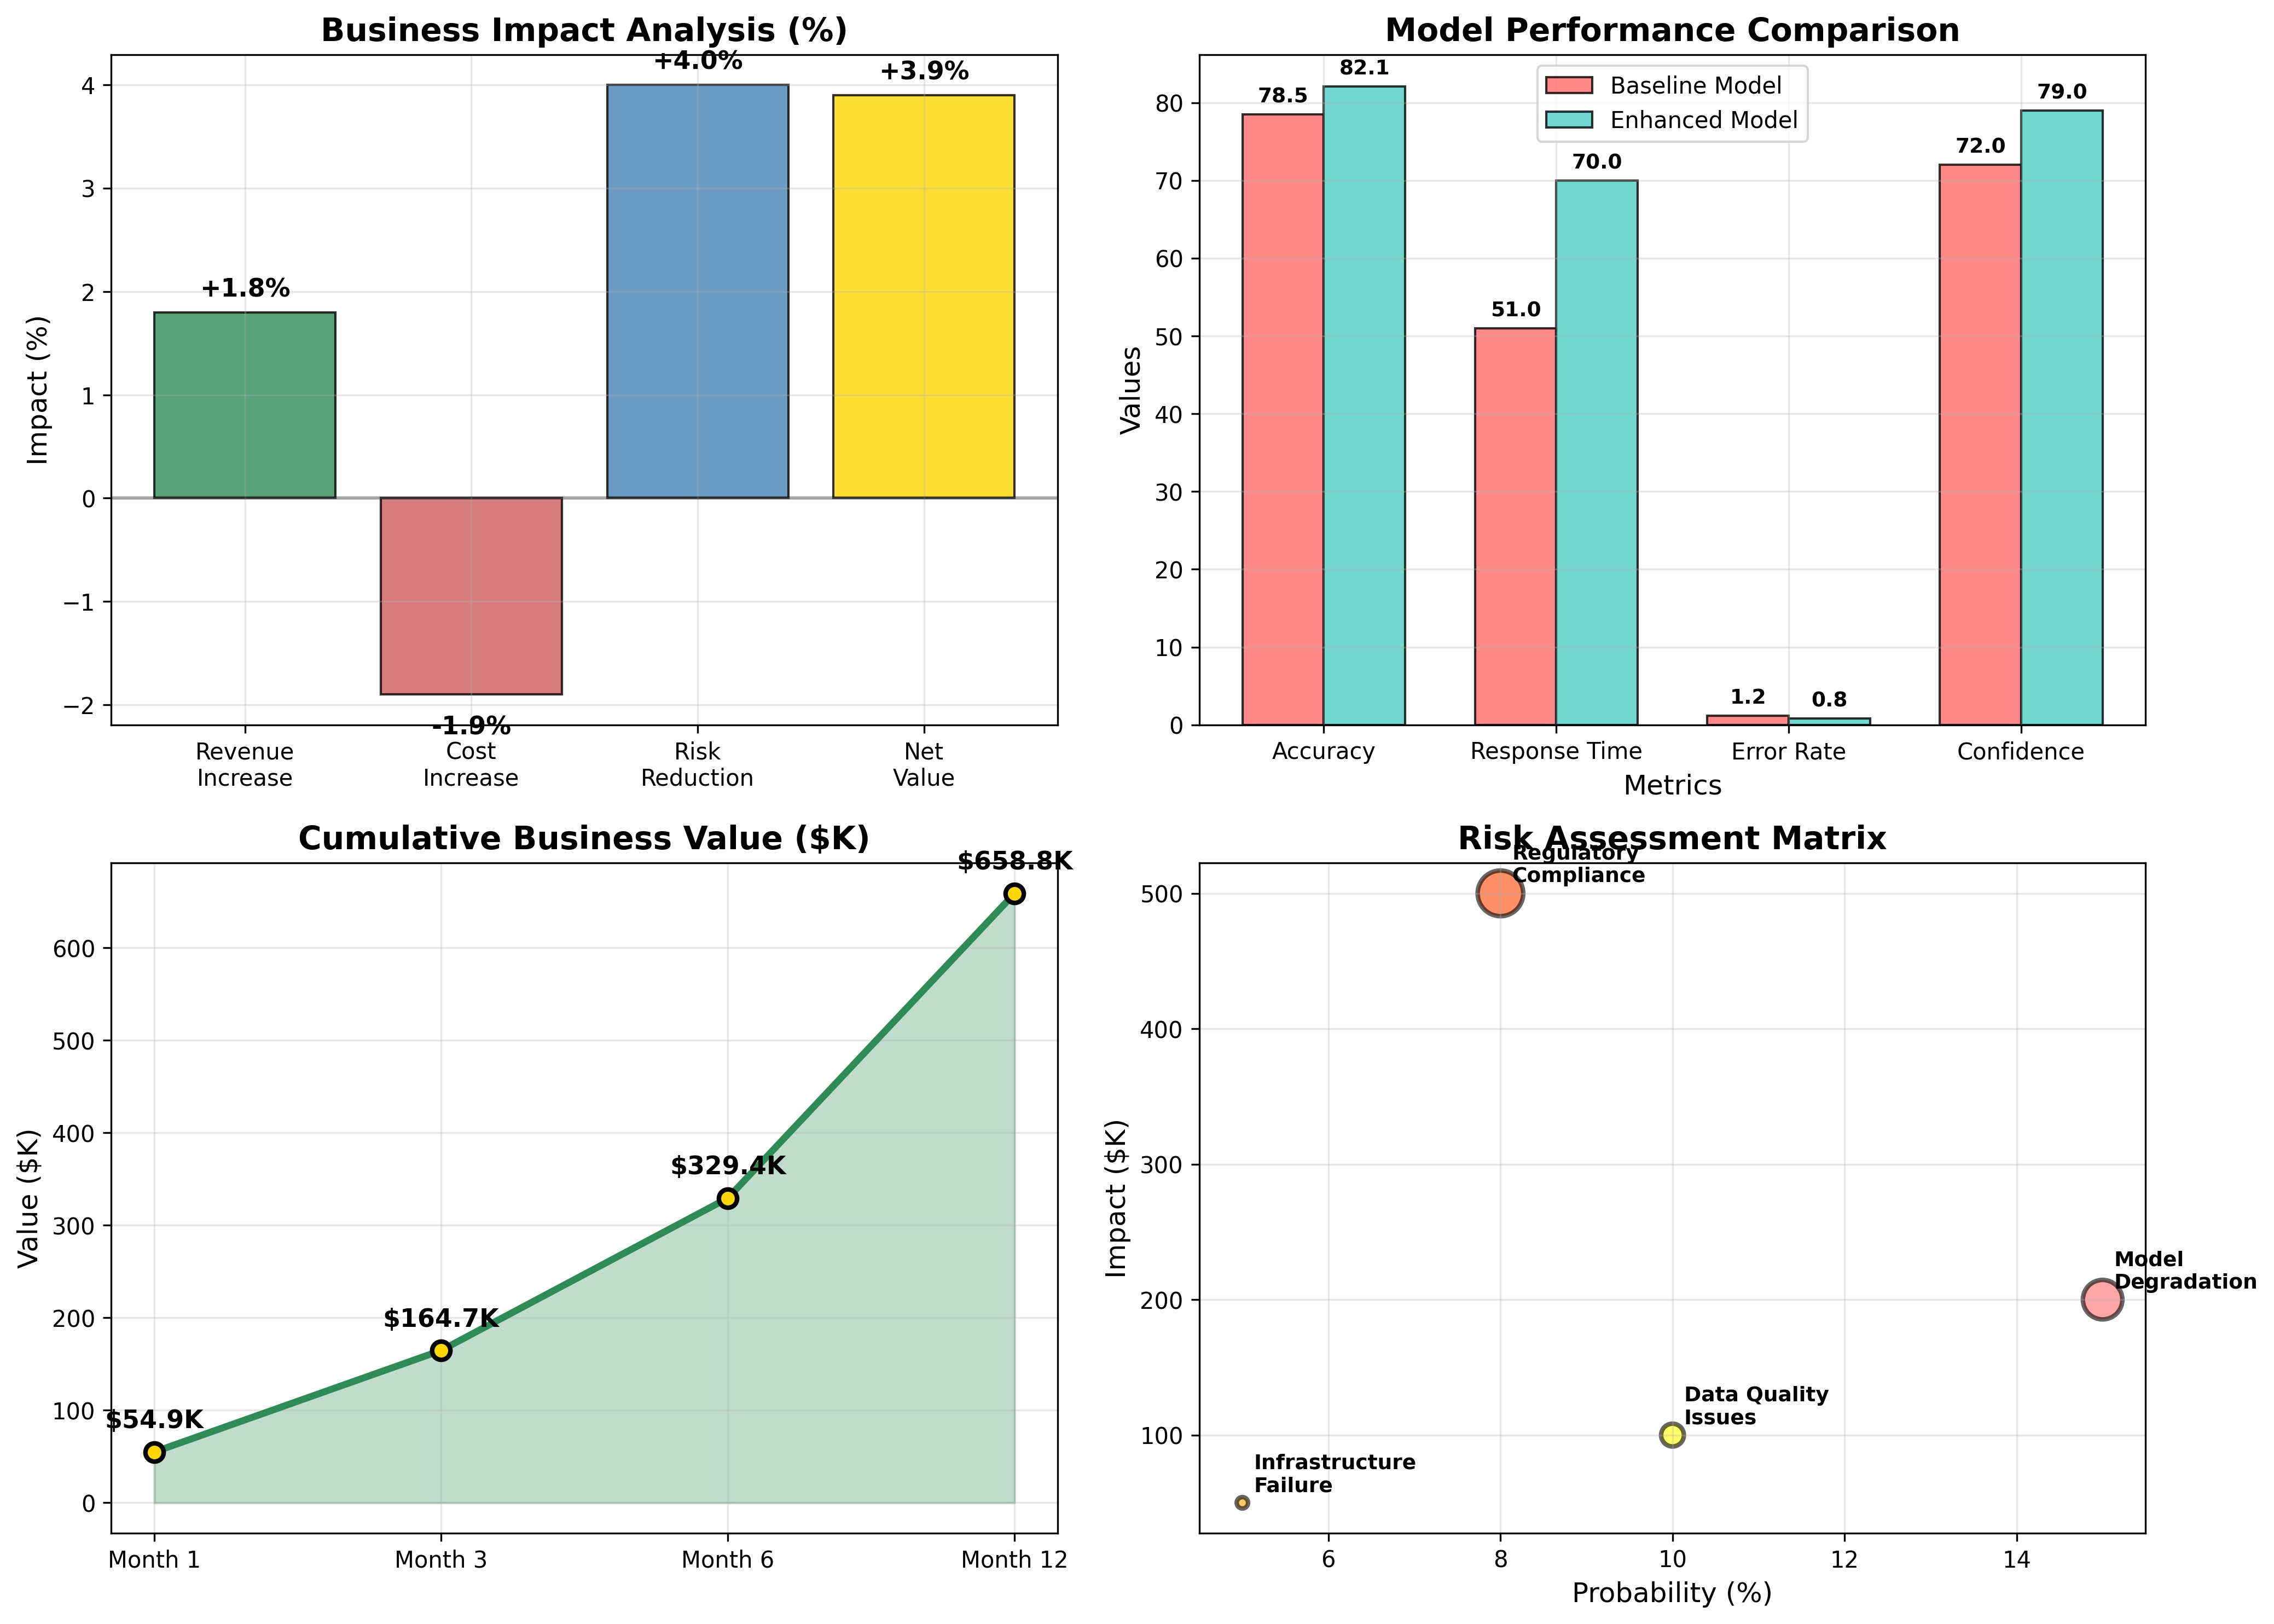 Business Impact Analysis (%)
Impact (%)
4
3
2
1
0
−1
−2
+1.8%
-1.9%
+4.0%
+3.9%
Revenue
Increase
Cost
Increase
Risk
Reduction
Net
Value
Model Performance Comparison
Baseline Model
Enhanced Model
Values
80
70
60
50
40
30
20
10
0
78.5
82.1
51.0
70.0
1.2
0.8
72.0
79.0
Accuracy
Response Time
Error Rate
Confidence
Metrics
Cumulative Business Value ($K)
Value ($K)
600
500
400
300
200
100
0
$54.9K
$164.7K
$329.4K
$658.8K
Month 1
Month 3
Month 6
Month 12
Risk Assessment Matrix
Impact ($K)
500
400
300
200
100
Regulatory
Compliance
Model
Degradation
Data Quality
Issues
Infrastructure
Failure
6
8
10
12
14
Probability (%)